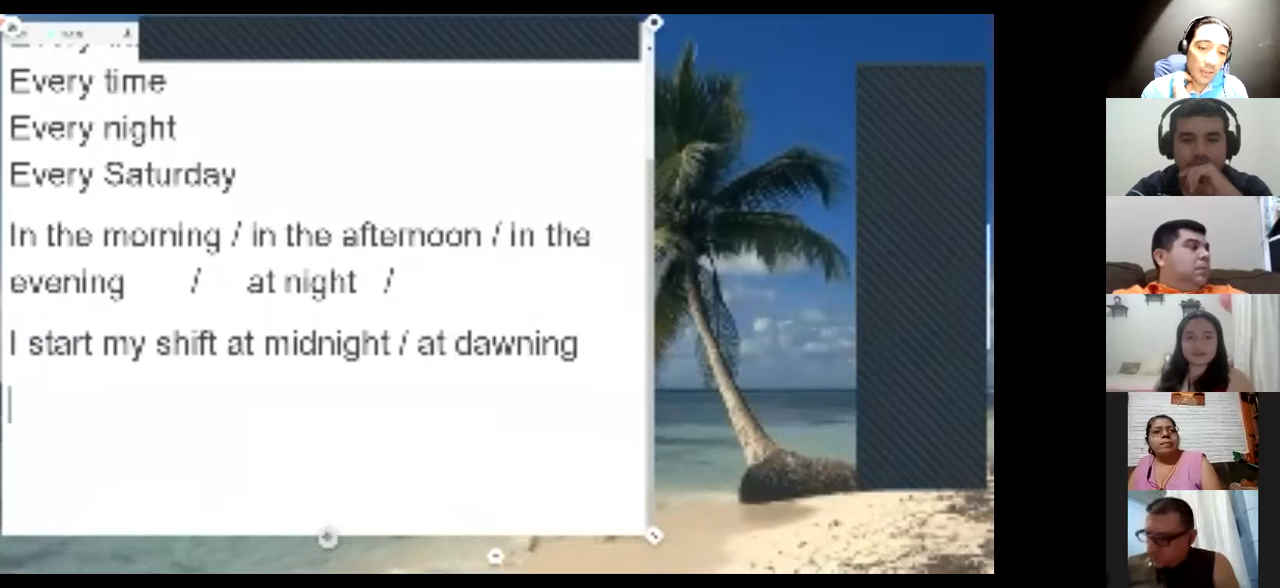 Every time
Every night
Every Saturday
In the morning / in the afternoon / in the
evening / at night /
I start my shift at midnight / at dawning